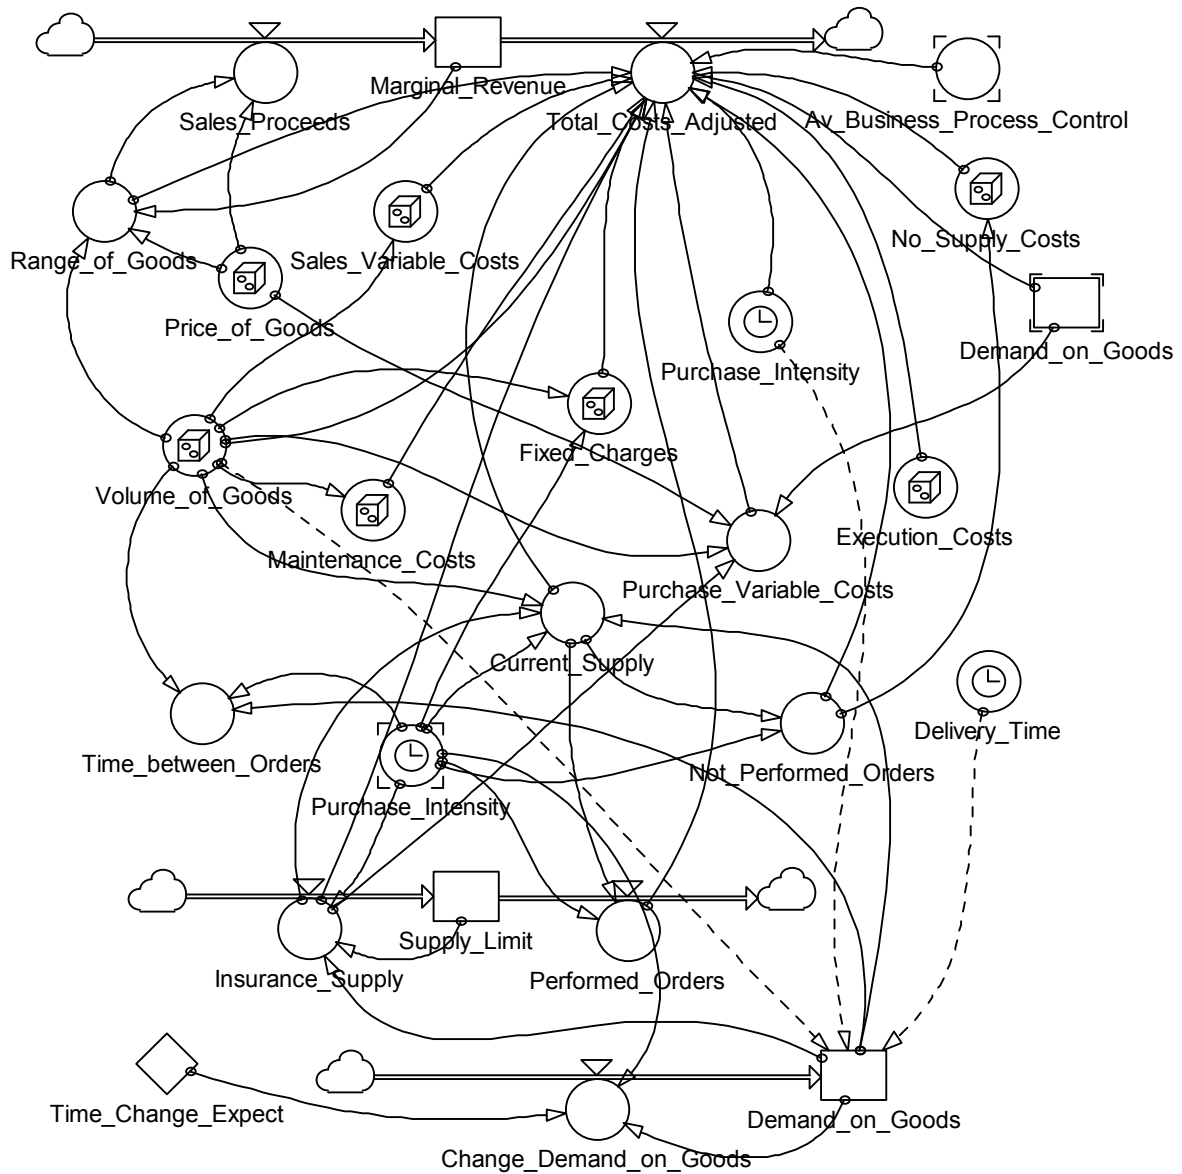 Marginal_Revenue
Sales_Proceeds
Total_Costs_Adjusted
Av_Business_Process_Control
Range_of_Goods
Sales_Variable_Costs
No_Supply_Costs
Price_of_Goods
Purchase_Intensity
Demand_on_Goods
Fixed_Charges
Volume_of_Goods
Maintenance_Costs
Execution_Costs
Purchase_Variable_Costs
Current_Supply
Delivery_Time
Time_between_Orders
Not_Performed_Orders
Purchase_Intensity
Supply_Limit
Insurance_Supply
Performed_Orders
Time_Change_Expect
Demand_on_Goods
Change_Demand_on_Goods